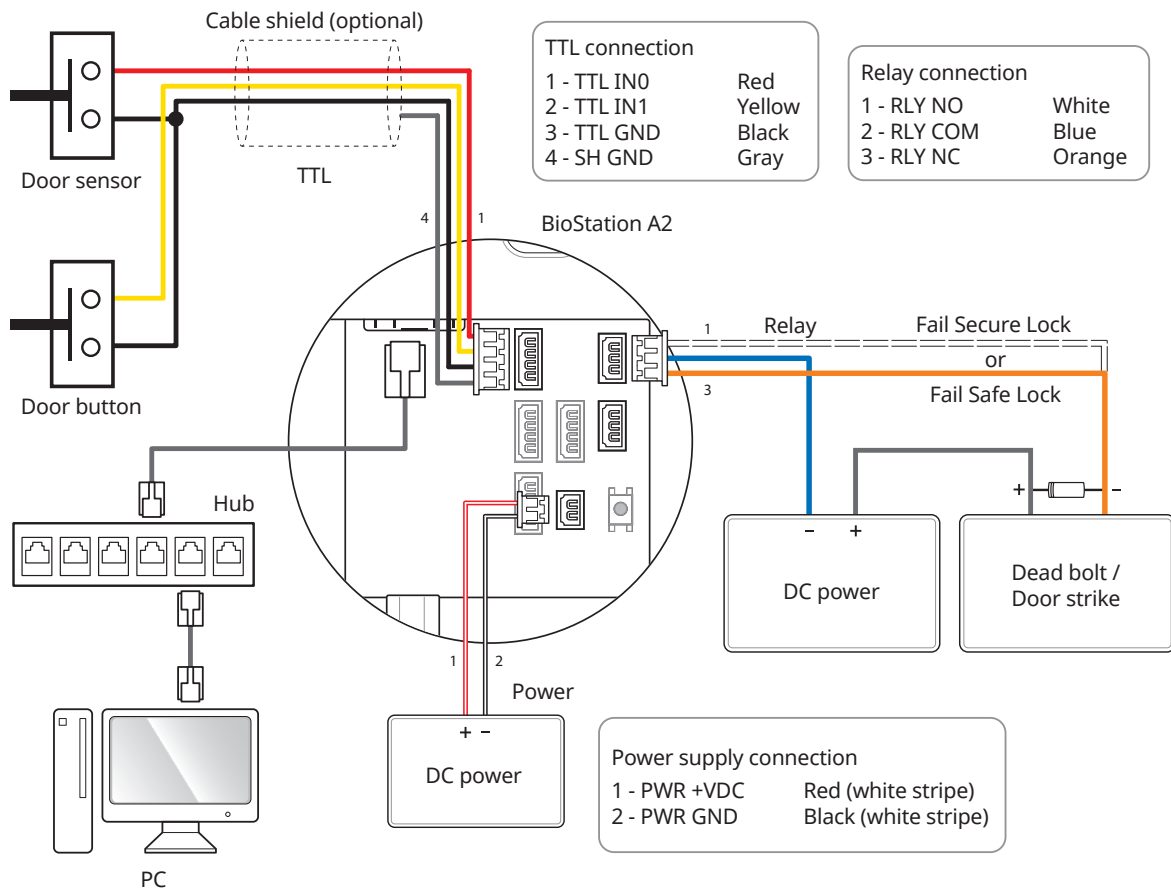 Cable shield (optional)
TTL connection
1 - TTL IN0 Red
2 - TTL IN1 Yellow
3 - TTL GND Black
4 - SH GND Gray
Relay connection
1 - RLY NO White
2 - RLY COM Blue
3 - RLY NC Orange
Door sensor
TTL
4
1
BioStation A2
1
Relay
Fail Secure Lock
or
3
Fail Safe Lock
Door button
Hub
+
-
- +
DC power
Dead bolt /
Door strike
1
2
Power
+ -
DC power
Power supply connection
1 - PWR +VDC Red (white stripe)
2 - PWR GND Black (white stripe)
PC